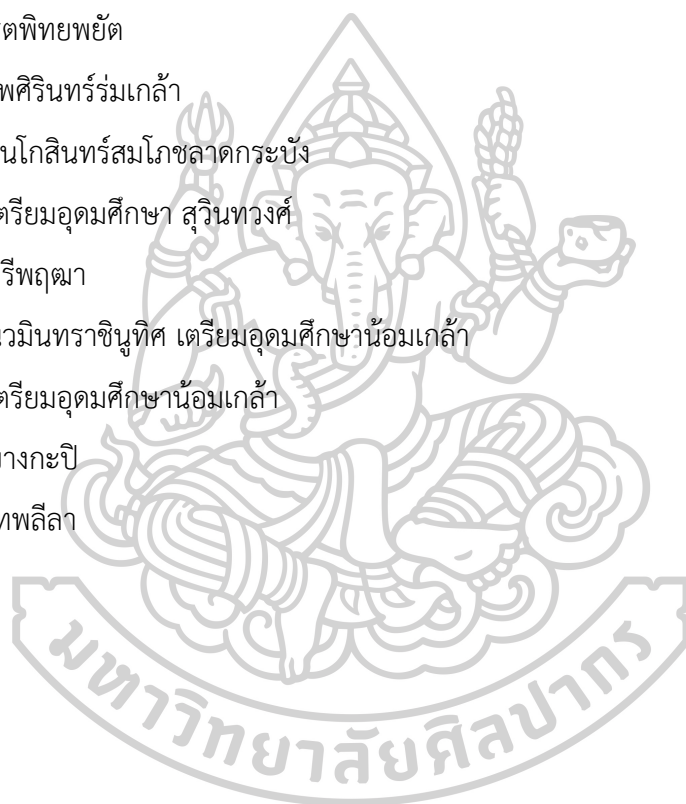 ตพิทยพยัต
พศิรินทร์ร่มเกล้า
นโกสินทร์สมโภชลาดกระบัง
ตรียมอุดมศึกษา สุวินทวงศ์
รีพฤฒา
นวมินทราชินูทิศ เตรียมอุดมศึกษาน้อมเกล้า
ตรียมอุดมศึกษาน้อมเกล้า
บางกะปิ
ทพลีลา
มหาวิทยาลัยศิลปากร